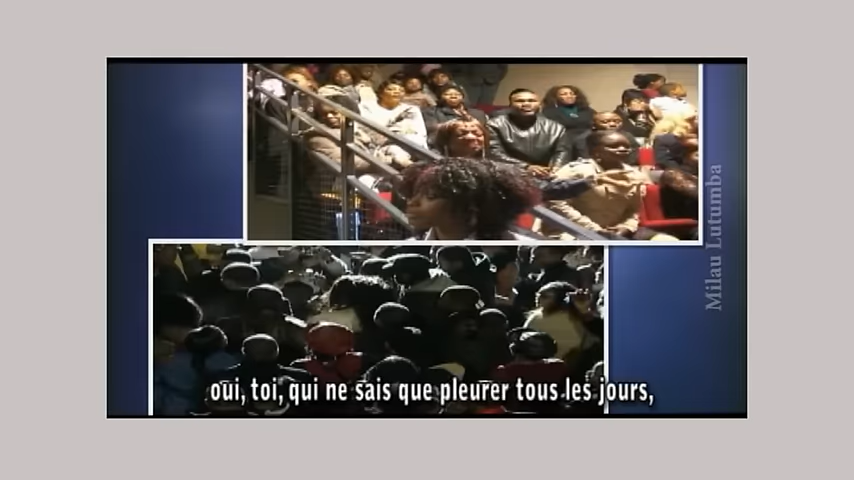 Milau Lutumba
oui, toi, qui ne sais que pleurer tous les jours,